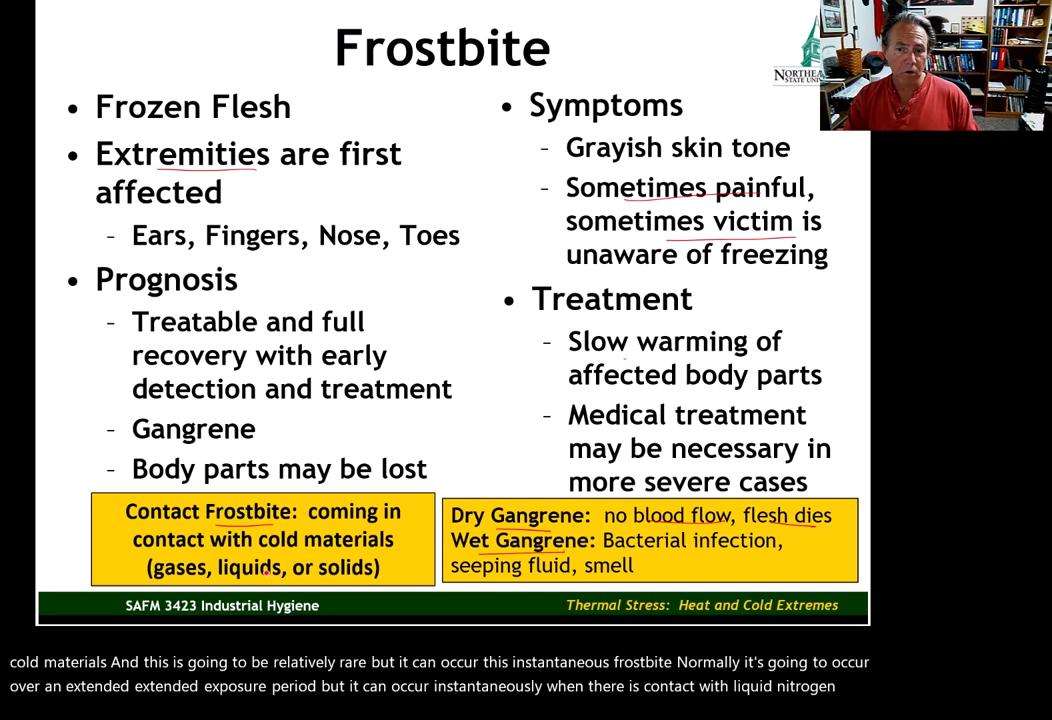 Frostbite
• Frozen Flesh
• Extremities are first
affected
– Ears, Fingers, Nose, Toes
• Prognosis
– Treatable and full
recovery with early
detection and treatment
– Gangrene
– Body parts may be lost
Contact Frostbite: coming in
contact with cold materials
(gases, liquids, or solids)
• Symptoms
– Grayish skin tone
– Sometimes painful,
sometimes victim is
unaware of freezing
• Treatment
– Slow warming of
affected body parts
– Medical treatment
may be necessary in
more severe cases
Dry Gangrene: no blood flow, flesh dies
Wet Gangrene: Bacterial infection,
seeping fluid, smell
SAFM 3423 Industrial Hygiene
Thermal Stress: Heat and Cold Extremes
cold materials And this is going to be relatively rare but it can occur this instantaneous frostbite Normally it's going to occur
over an extended extended exposure period but it can occur instantaneously when there is contact with liquid nitrogen